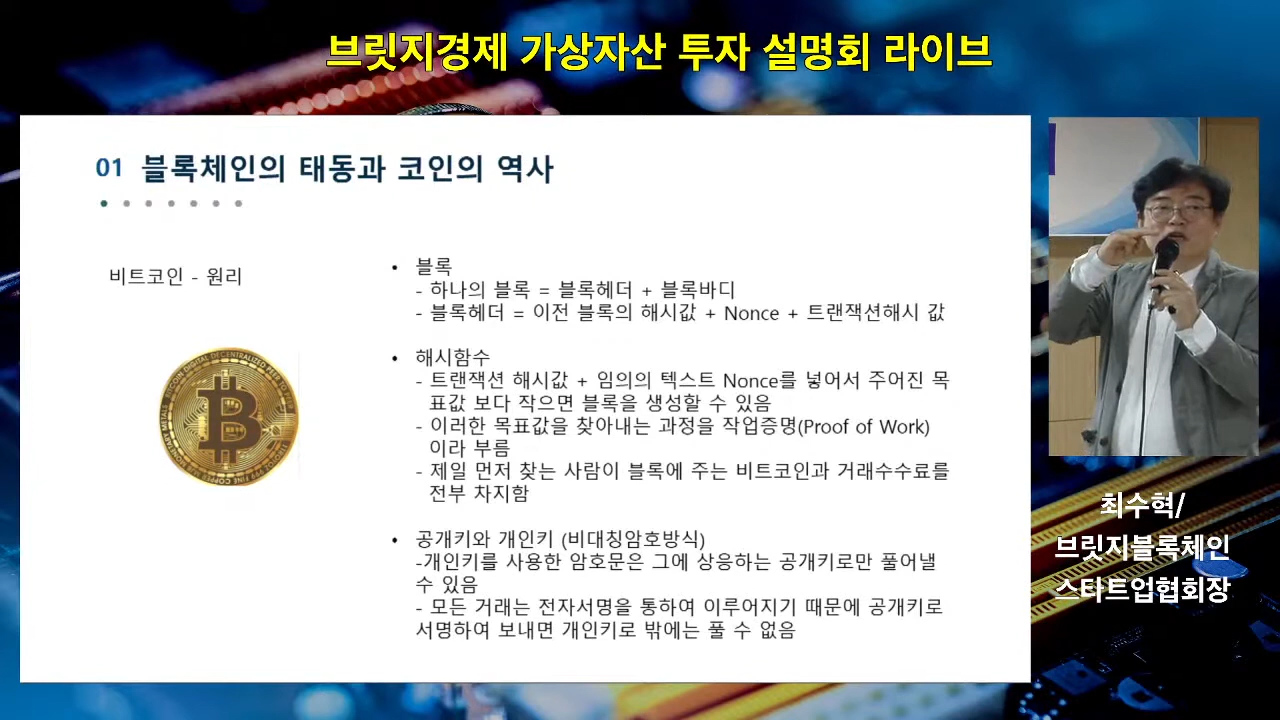 브릿지경제 가상자산 투자 설명회 라이브
01 블록체인의 태동과 코인의 역사
비트코인 - 원리
• 블록
- 하나의 블록 = 블록헤더 + 블록바디
- 블록헤더 = 이전 블록의 해시값 + Nonce + 트랜잭션해시 값
• 해시함수
- 트랜잭션 해시값 + 임의의 텍스트 Nonce를 넣어서 주어진 목
표값 보다 작으면 블록을 생성할 수 있음
- 이러한 목표값을 찾아내는 과정을 작업증명(Proof of Work)
이라 부름
- 제일 먼저 찾는 사람이 블록에 주는 비트코인과 거래수수료를
전부 차지함
• 공개키와 개인키 (비대칭암호방식)
-개인키를 사용한 암호문은 그에 상응하는 공개키로만 풀어낼
수 있음
- 모든 거래는 전자서명을 통하여 이루어지기 때문에 공개키로
서명하여 보내면 개인키로 밖에는 풀 수 없음
최수혁/
브릿지블록체인
스타트업협회장